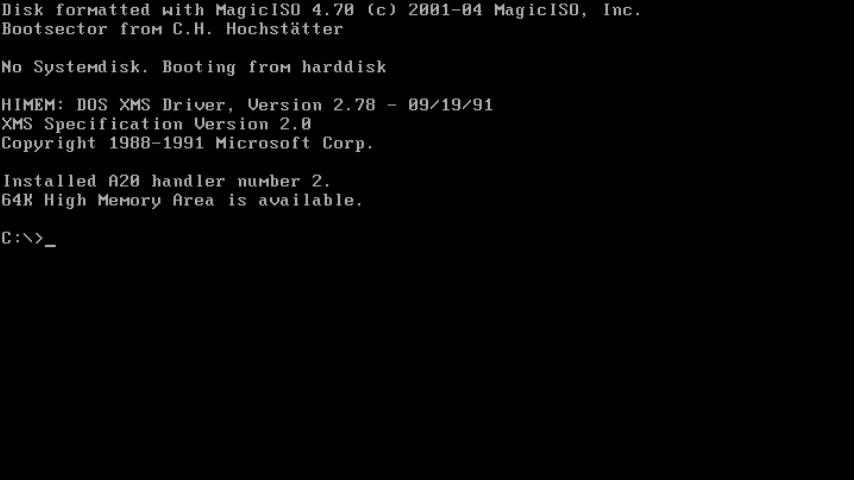 Disk formatted with MagicISO 4.70 (c) 2001-04 MagicISO, Inc.
Bootsector from C.H. Hochstätter
No Systemdisk. Booting from harddisk
HIMEM: DOS XMS Driver, Version 2.78 - 09/19/91
XMS Specification Version 2.0
Copyright 1988-1991 Microsoft Corp.
Installed A20 handler number 2.
64K High Memory Area is available.
C:\>_